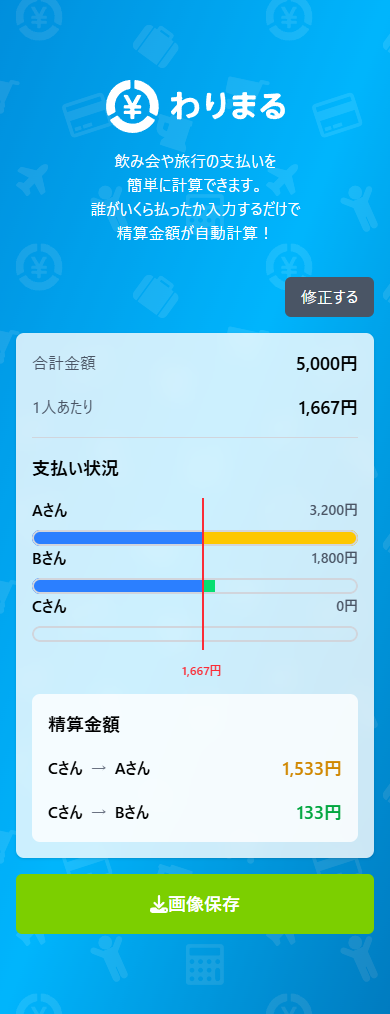 わりまる
飲み会や旅行の支払いを
簡単に計算できます。
誰がいくら払ったか入力するだけで
精算金額が自動計算！
修正する
合計金額 5,000円
1人あたり 1,667円
支払い状況
Aさん 3,200円
Bさん 1,800円
Cさん 0円
1,667円
精算金額
Cさん → Aさん 1,533円
Cさん → Bさん 133円
画像保存